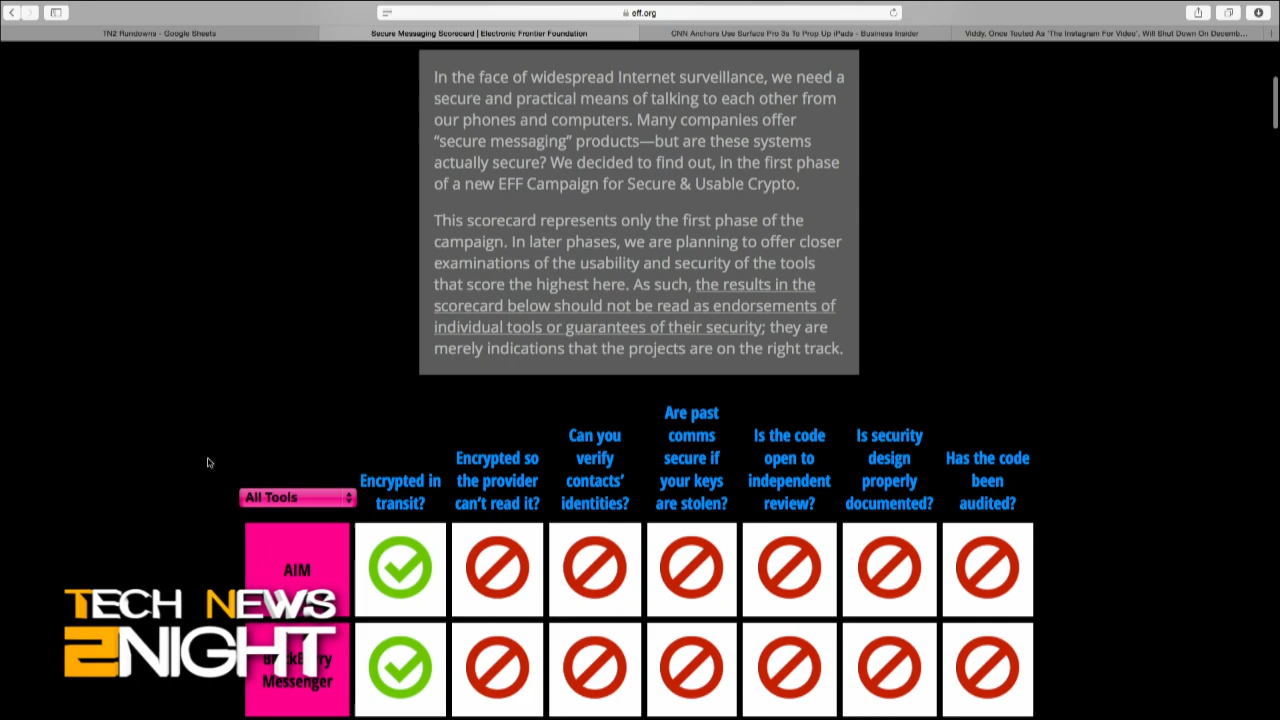 eff.org
TN2 Rundowns - Google Sheets
Secure Messaging Scorecard | Electronic Frontier Foundation
CNN Anchors Use Surface Pro 3s To Prop Up iPads - Business Insider
Viddy, Once Touted As 'The Instagram For Video', Will Shut Down On Decemb...
In the face of widespread Internet surveillance, we need a
secure and practical means of talking to each other from
our phones and computers. Many companies offer
“secure messaging” products—but are these systems
actually secure? We decided to find out, in the first phase
of a new EFF Campaign for Secure & Usable Crypto.
This scorecard represents only the first phase of the
campaign. In later phases, we are planning to offer closer
examinations of the usability and security of the tools
that score the highest here. As such, the results in the
scorecard below should not be read as endorsements of
individual tools or guarantees of their security; they are
merely indications that the projects are on the right track.
All Tools
Encrypted in
transit?
Encrypted so
the provider
can't read it?
Can you
verify
contacts'
identities?
Are past
comms
secure if
your keys
are stolen?
Is the code
open to
independent
review?
Is security
design
properly
documented?
Has the code
been
audited?
AIM
BlackBerry
Messenger
TECH NEWS
2NIGHT